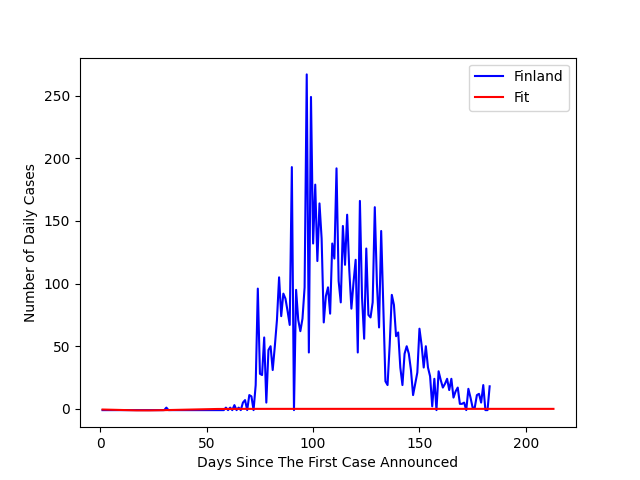 Finland
Fit
250
200
150
100
50
0
Number of Daily Cases
0 50 100 150 200
Days Since The First Case Announced